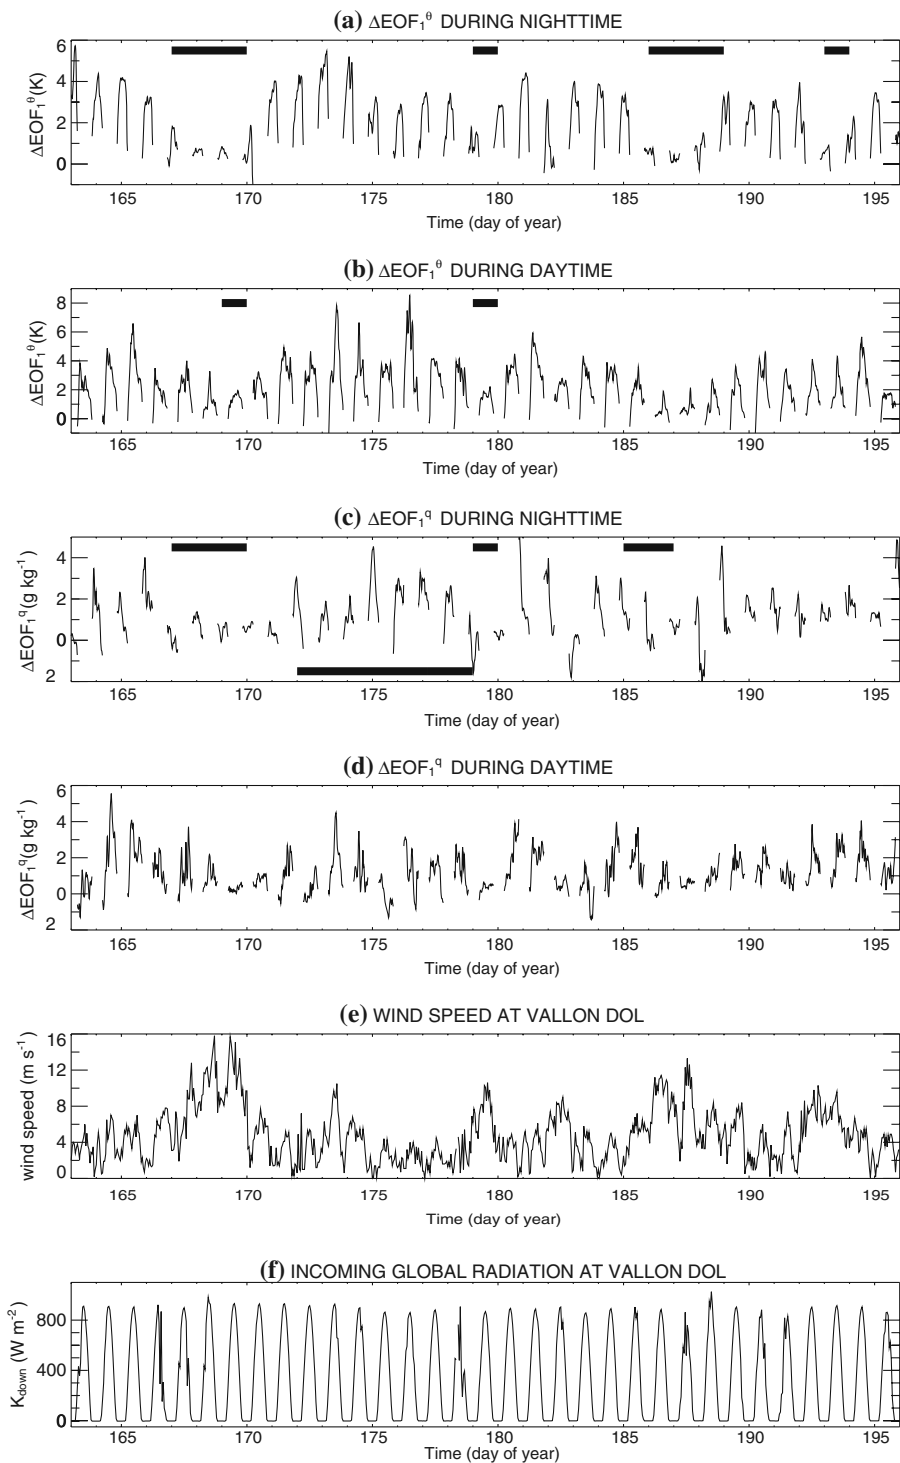 (a) ΔEOF₁ᶿ DURING NIGHTTIME
ΔEOF₁ᶿ(K)
6
4
2
0
165 170 175 180 185 190 195
Time (day of year)
(b) ΔEOF₁ᶿ DURING DAYTIME
ΔEOF₁ᶿ(K)
8
6
4
2
0
165 170 175 180 185 190 195
Time (day of year)
(c) ΔEOF₁q DURING NIGHTTIME
ΔEOF₁q(g kg⁻¹)
4
2
0
2
165 170 175 180 185 190 195
Time (day of year)
(d) ΔEOF₁q DURING DAYTIME
ΔEOF₁q(g kg⁻¹)
6
4
2
0
2
165 170 175 180 185 190 195
Time (day of year)
(e) WIND SPEED AT VALLON DOL
wind speed (m s⁻¹)
16
12
8
4
0
165 170 175 180 185 190 195
Time (day of year)
(f) INCOMING GLOBAL RADIATION AT VALLON DOL
Kdown (W m⁻²)
800
400
0
165 170 175 180 185 190 195
Time (day of year)